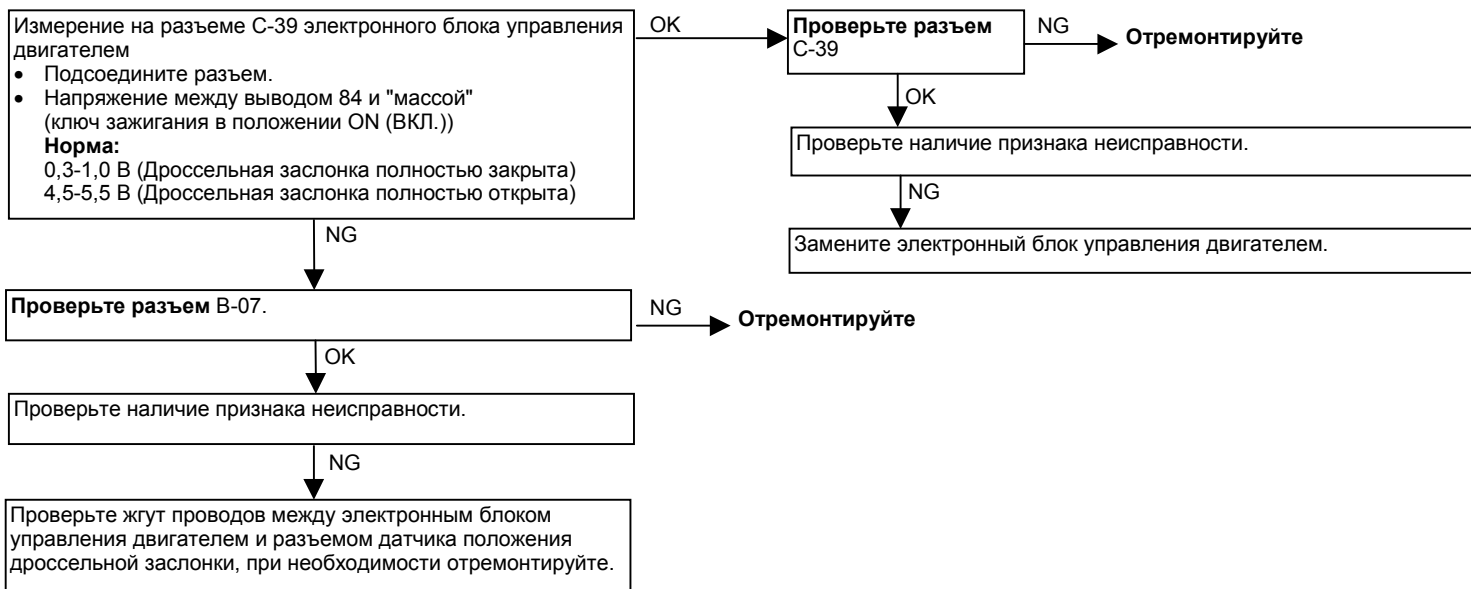 Измерение на разъеме С-39 электронного блока управления
двигателем
• Подсоедините разъем.
• Напряжение между выводом 84 и "массой"
(ключ зажигания в положении ON (ВКЛ.))
Норма:
0,3-1,0 В (Дроссельная заслонка полностью закрыта)
4,5-5,5 В (Дроссельная заслонка полностью открыта)
OK
Проверьте разъем
С-39
NG
Отремонтируйте
OK
Проверьте наличие признака неисправности.
NG
Замените электронный блок управления двигателем.
NG
Проверьте разъем В-07.
NG
Отремонтируйте
OK
Проверьте наличие признака неисправности.
NG
Проверьте жгут проводов между электронным блоком
управления двигателем и разъемом датчика положения
дроссельной заслонки, при необходимости отремонтируйте.